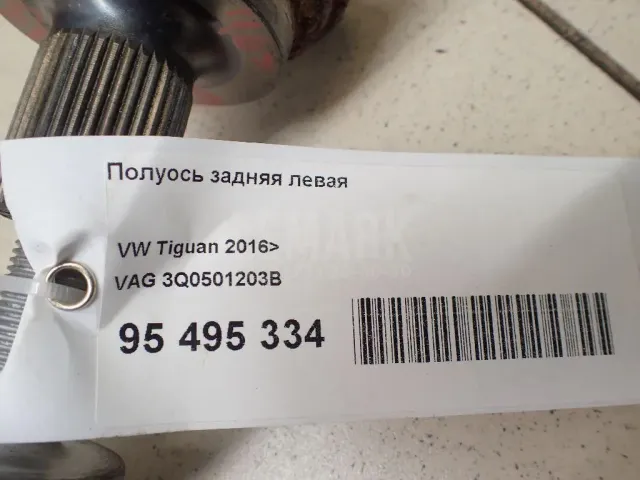 Полуось задняя левая
VW Tiguan 2016>
VAG 3Q0501203B
95 495 334